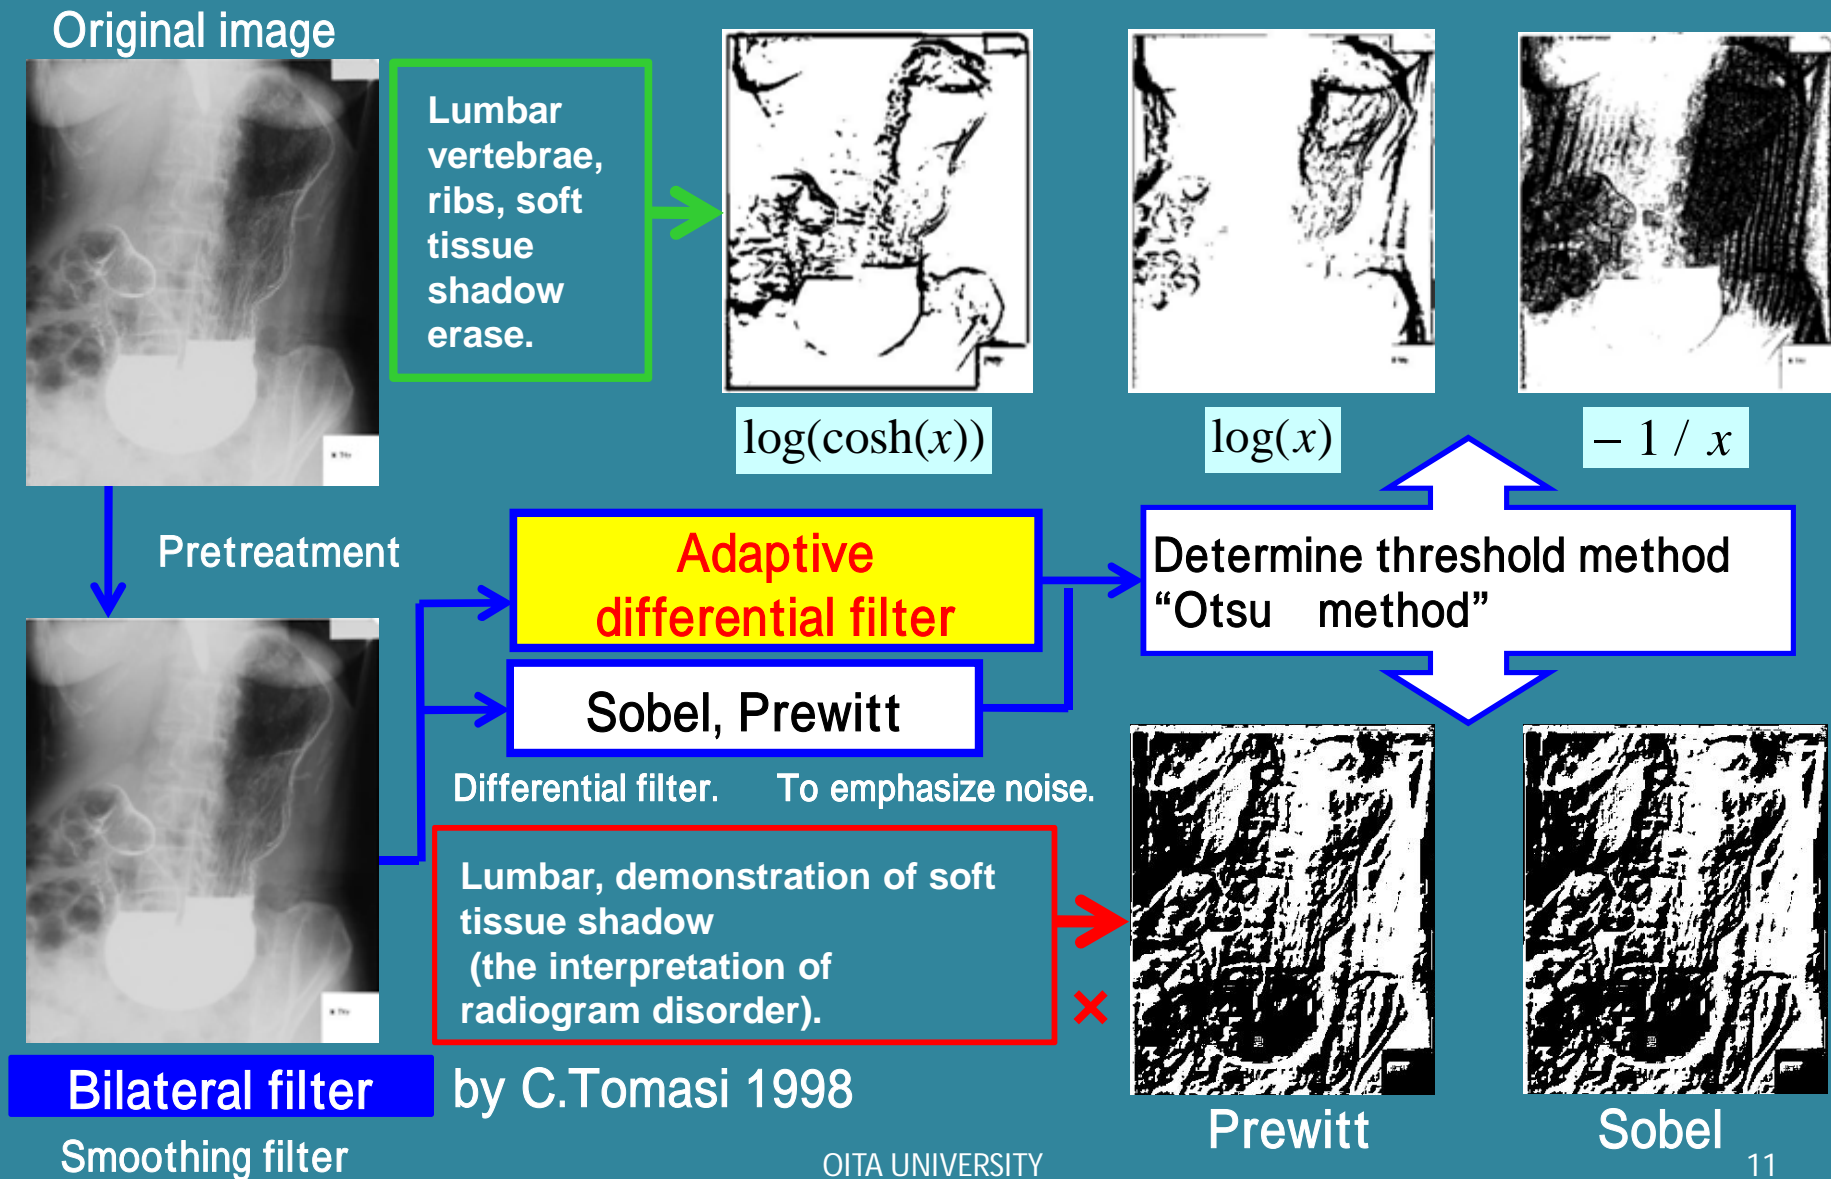 Original image
Lumbar
vertebrae,
ribs, soft
tissue
shadow
erase.
log(cosh(x))
log(x)
– 1 / x
Pretreatment
Adaptive
differential filter
Determine threshold method
“Otsu method”
Sobel, Prewitt
Differential filter. To emphasize noise.
Lumbar, demonstration of soft
tissue shadow
(the interpretation of
radiogram disorder).
×
Bilateral filter
by C.Tomasi 1998
Smoothing filter
Prewitt
Sobel
OITA UNIVERSITY
11